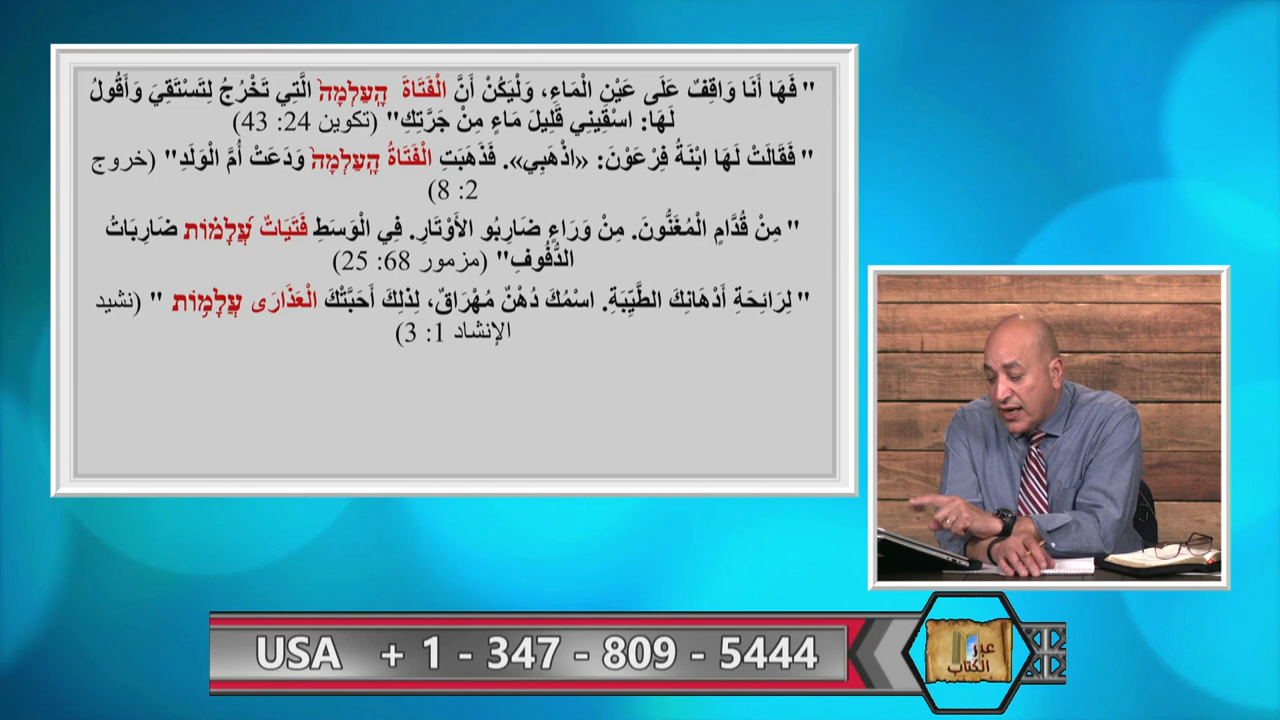 " فَهَا أَنَا وَاقِفٌ عَلَى عَيْنِ الْمَاءِ، وَلْيَكُنْ أَنَّ الْفَتَاةَ הָֽעַלְמָה֙ الَّتِي تَخْرُجُ لِتَسْتَقِيَ وَأَقُولُ
لَهَا: اسْقِينِي قَلِيلَ مَاءٍ مِنْ جَرَّتِكِ" (تكوين 24: 43)
" فَقَالَتْ لَهَا ابْنَةُ فِرْعَوْنَ: «اذْهَبِي». فَذَهَبَتِ الْفَتَاةُ הָֽעַלְמָה֙ وَدَعَتْ أُمَّ الْوَلَدِ" (خروج
2: 8)
" مِنْ قُدَّامٍ الْمُغَنُّونَ. مِنْ وَرَاءٍ ضَارِبُو الأَوْتَارِ. فِي الْوَسَطِ فَتَيَاتٌ עֲ֝לָמ֗וֹת ضَارِبَاتُ
الدُّفُوفِ" (مزمور 68: 25)
" لِرَائِحَةِ أَدْهَانِكَ الطَّيِّبَةِ. اسْمُكَ دُهْنٌ مُهْرَاقٌ، لِذلِكَ أَحَبَّتْكَ الْعَذَارَى עֲלָמ֥וֹת " (نشيد
الإنشاد 1: 3)
USA + 1 - 347 - 809 - 5444
عبر
الكتاب